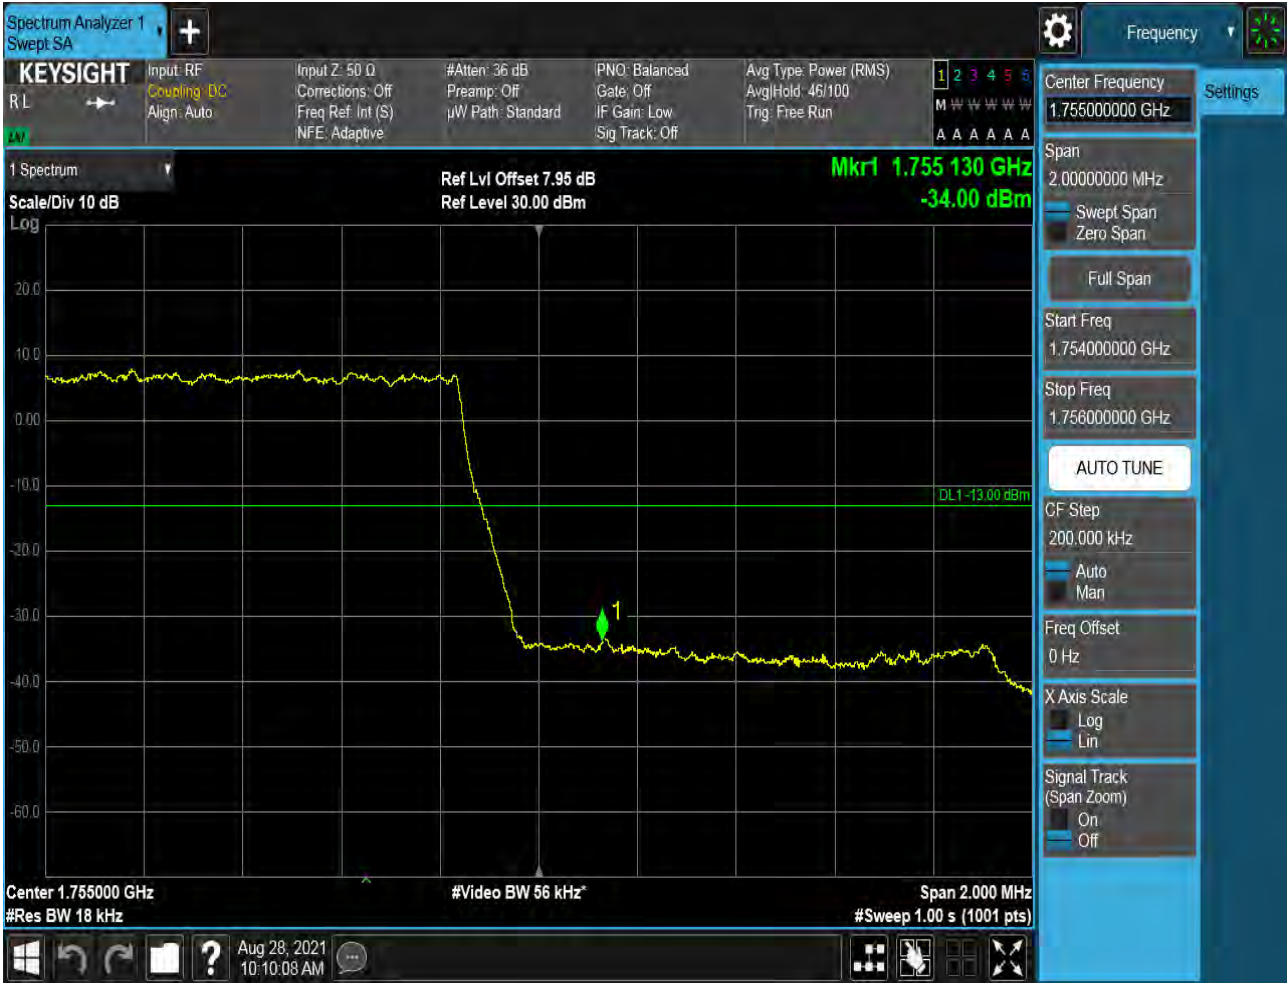 Spectrum Analyzer 1
Swept SA
Frequency
KEYSIGHT
R L
LXI
Input: RF
Coupling: DC
Align: Auto
Input Z: 50 Ω
Corrections: Off
Freq Ref: Int (S)
NFE: Adaptive
#Atten: 36 dB
Preamp: Off
µW Path: Standard
PNO: Balanced
Gate: Off
IF Gain: Low
Sig Track: Off
Avg Type: Power (RMS)
Avg|Hold: 46/100
Trig: Free Run
1 2 3 4 5 6
M W W W W W
A A A A A A
1 Spectrum
Scale/Div 10 dB
Log
Ref Lvl Offset 7.95 dB
Ref Level 30.00 dBm
Mkr1 1.755 130 GHz
-34.00 dBm
20.0
10.0
0.00
-10.0
-20.0
-30.0
-40.0
-50.0
-60.0
DL1 -13.00 dBm
1
Center 1.755000 GHz
#Res BW 18 kHz
#Video BW 56 kHz*
Span 2.000 MHz
#Sweep 1.00 s (1001 pts)
Center Frequency
1.755000000 GHz
Settings
Span
2.00000000 MHz
Swept Span
Zero Span
Full Span
Start Freq
1.754000000 GHz
Stop Freq
1.756000000 GHz
AUTO TUNE
CF Step
200.000 kHz
Auto
Man
Freq Offset
0 Hz
X Axis Scale
Log
Lin
Signal Track
(Span Zoom)
On
Off
?
Aug 28, 2021
10:10:08 AM